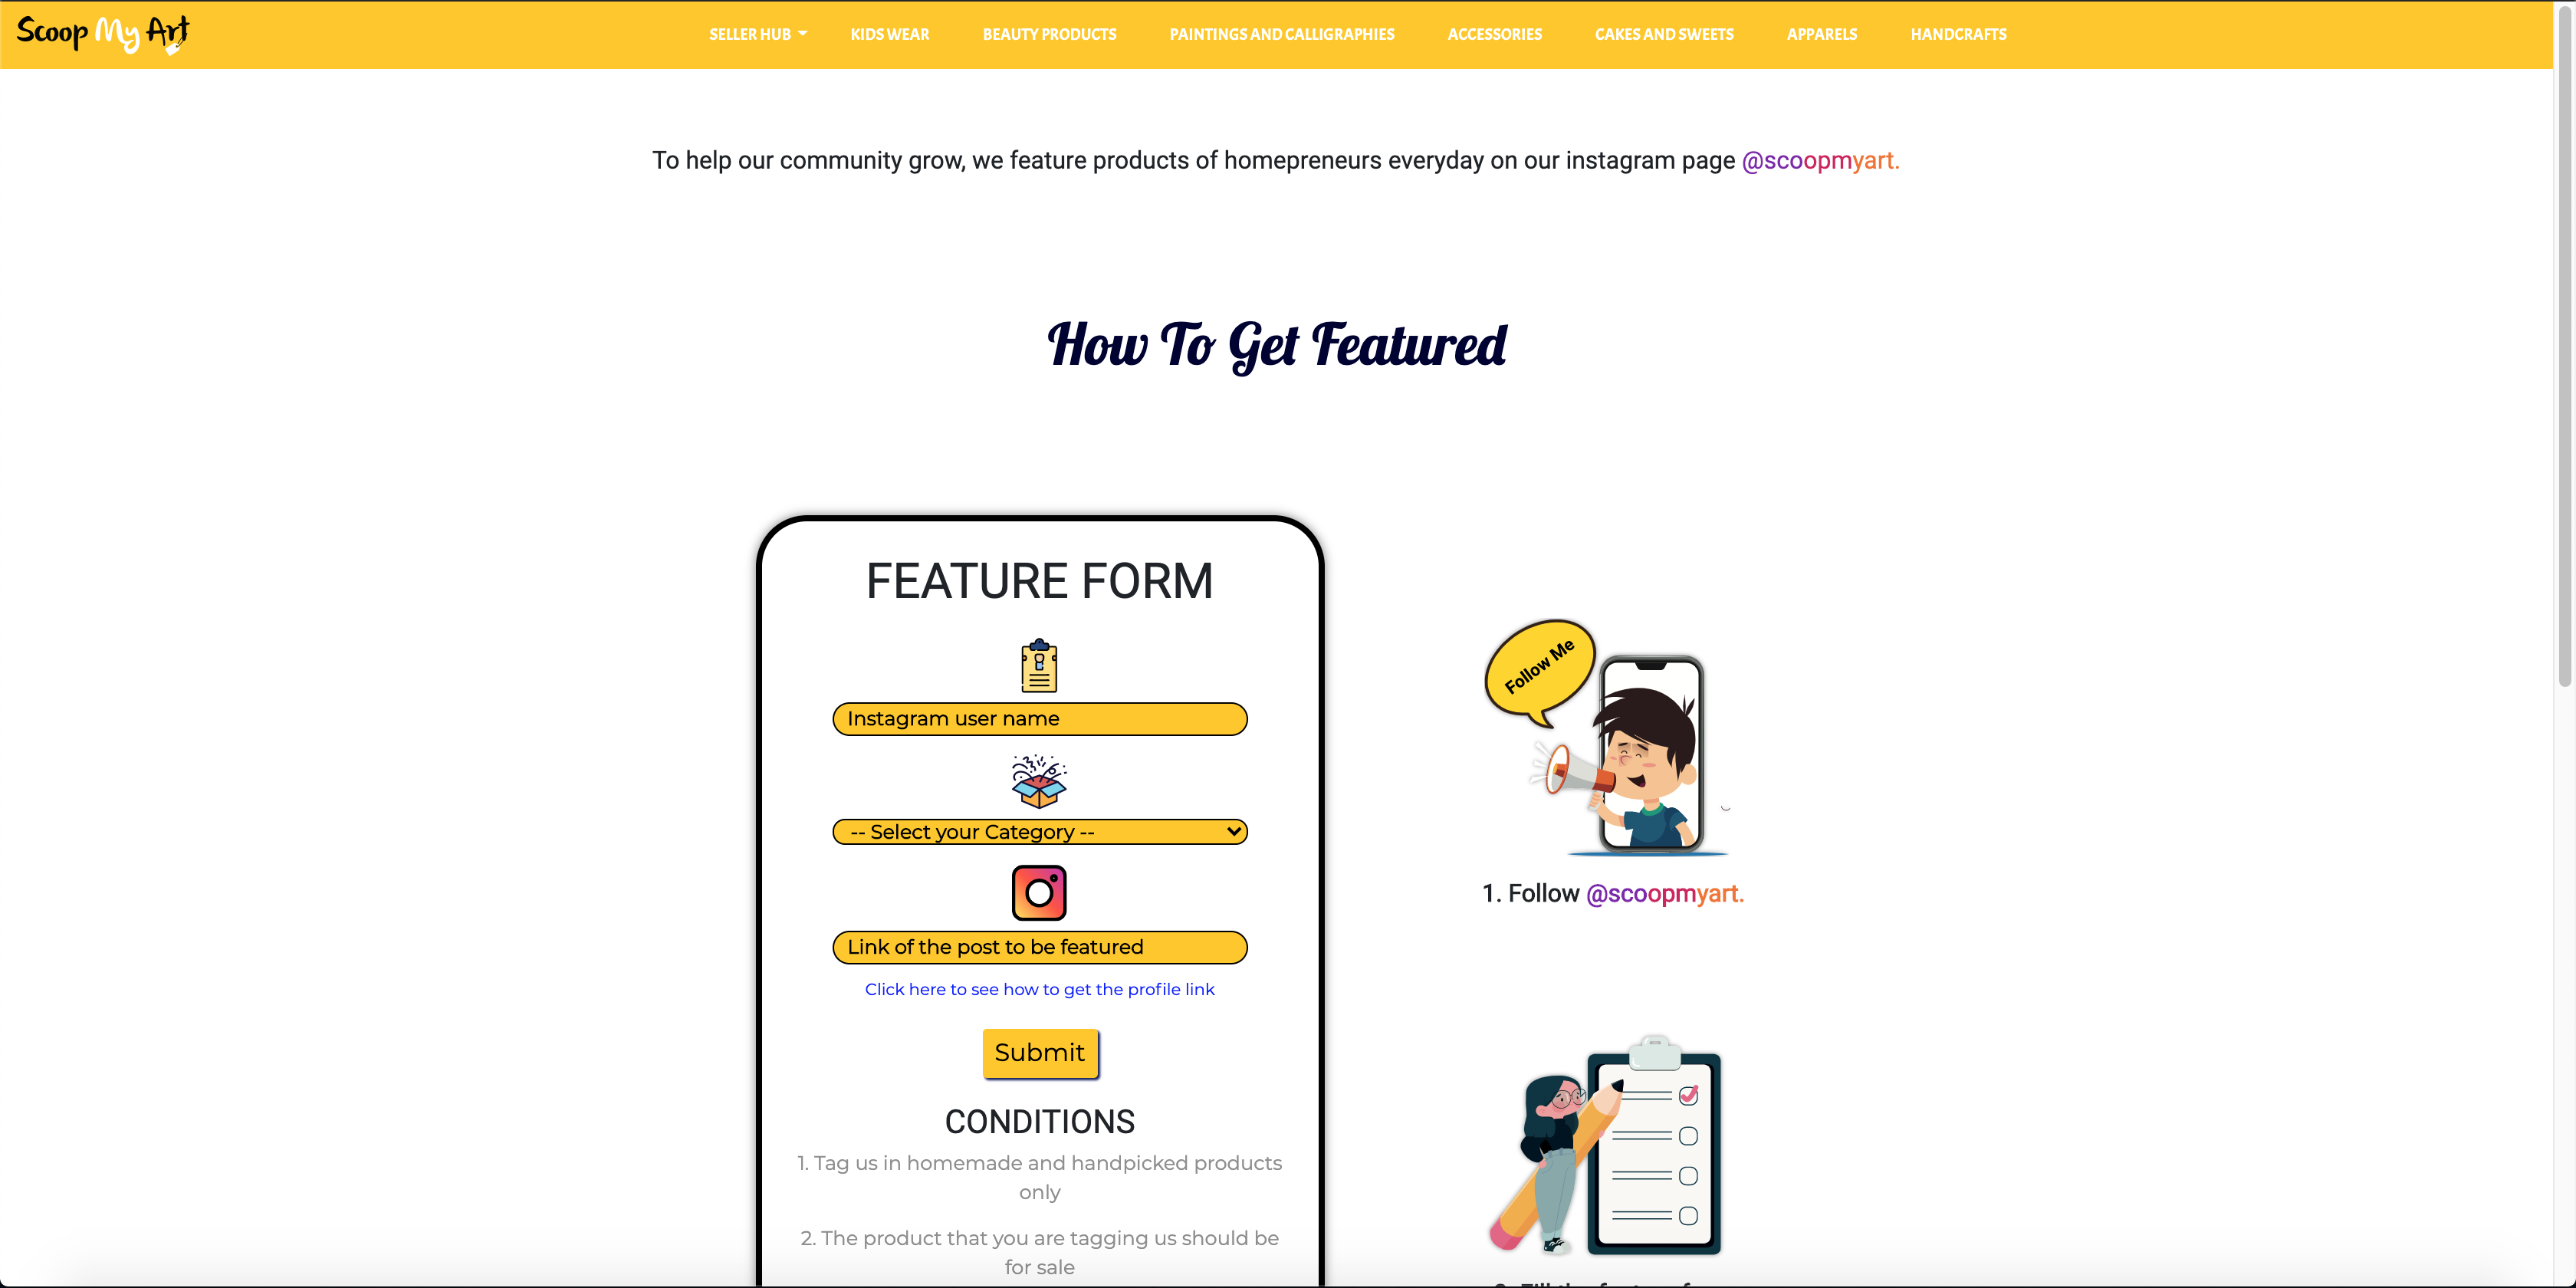 Scoop My Art
SELLER HUB KIDS WEAR BEAUTY PRODUCTS PAINTINGS AND CALLIGRAPHIES ACCESSORIES CAKES AND SWEETS APPARELS HANDCRAFTS
To help our community grow, we feature products of homepreneurs everyday on our instagram page @scoopmyart.
How To Get Featured
FEATURE FORM
Instagram user name
-- Select your Category --
Link of the post to be featured
Click here to see how to get the profile link
Submit
CONDITIONS
1. Tag us in homemade and handpicked products
only
2. The product that you are tagging us should be
for sale
Follow Me
1. Follow @scoopmyart.